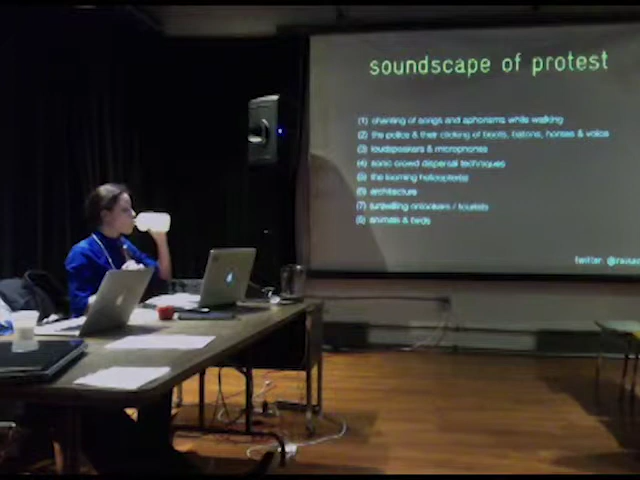 soundscape of protest
(1) chanting of songs and aphorisms while walking
(2) the police & their clicking of boots, batons, horses & voice
(3) loudspeakers & microphones
(4) sonic crowd dispersal techniques
(5) the looming helicopters
(6) architecture
(7) unwilling onlookers / tourists
(8) animals & birds
twitter: